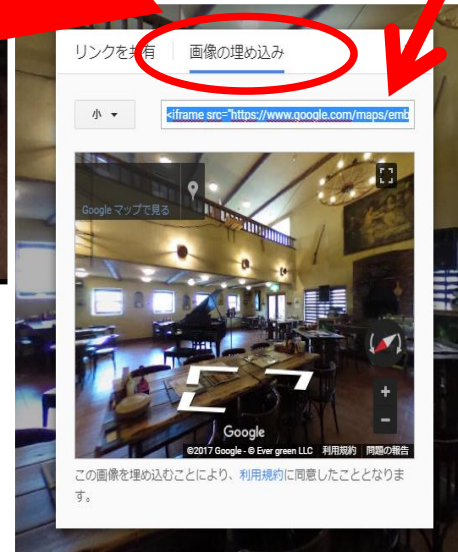 リンクを共有 画像の埋め込み
小
<iframe src="https://www.google.com/maps/emb
Google マップで見る
Google
©2017 Google - © Ever green LLC 利用規約 問題の報告
この画像を埋め込むことにより、利用規約に同意したこととなりま
す。